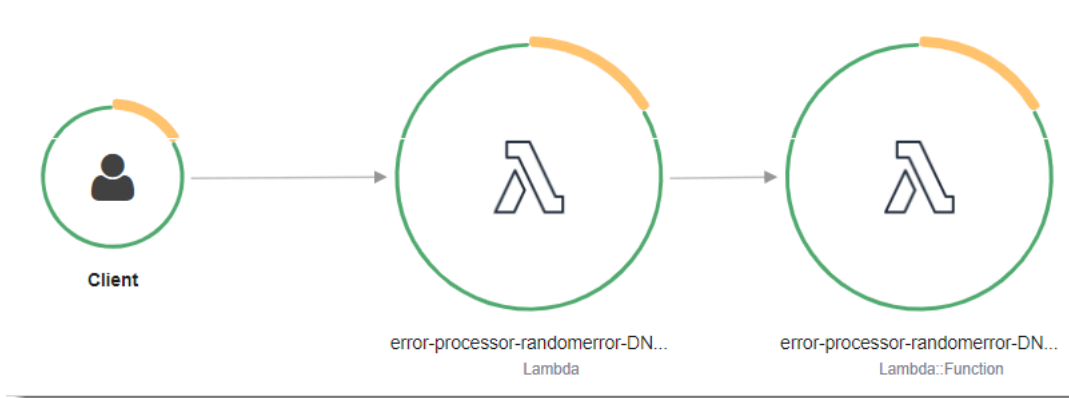 Client
error-processor-randomerror-DN...
Lambda
error-processor-randomerror-DN...
Lambda::Function